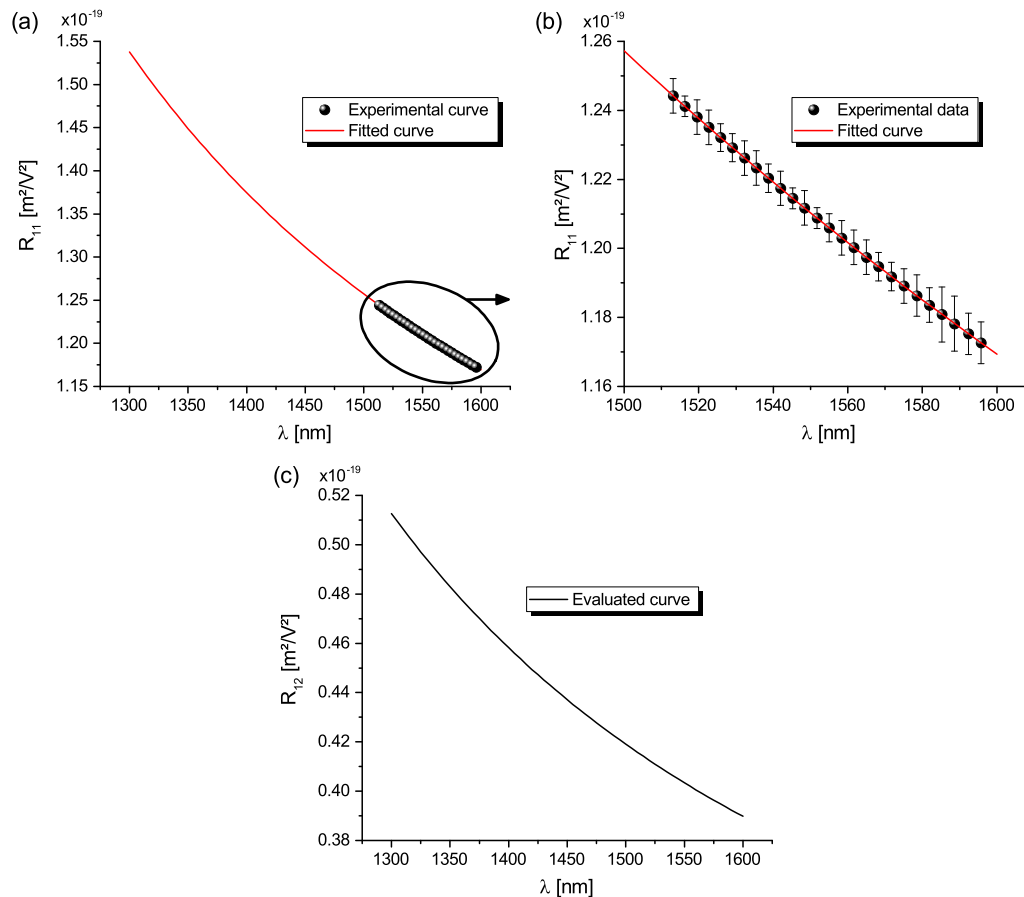 (a)
x10⁻¹⁹
1.55
1.50
1.45
1.40
1.35
1.30
1.25
1.20
1.15
R₁₁ [m²/V²]
Experimental curve
Fitted curve
1300 1350 1400 1450 1500 1550 1600
λ [nm]
(b)
x10⁻¹⁹
1.26
1.24
1.22
1.20
1.18
1.16
R₁₁ [m²/V²]
Experimental data
Fitted curve
1500 1520 1540 1560 1580 1600
λ [nm]
(c)
x10⁻¹⁹
0.52
0.50
0.48
0.46
0.44
0.42
0.40
0.38
R₁₂ [m²/V²]
Evaluated curve
1300 1350 1400 1450 1500 1550 1600
λ [nm]